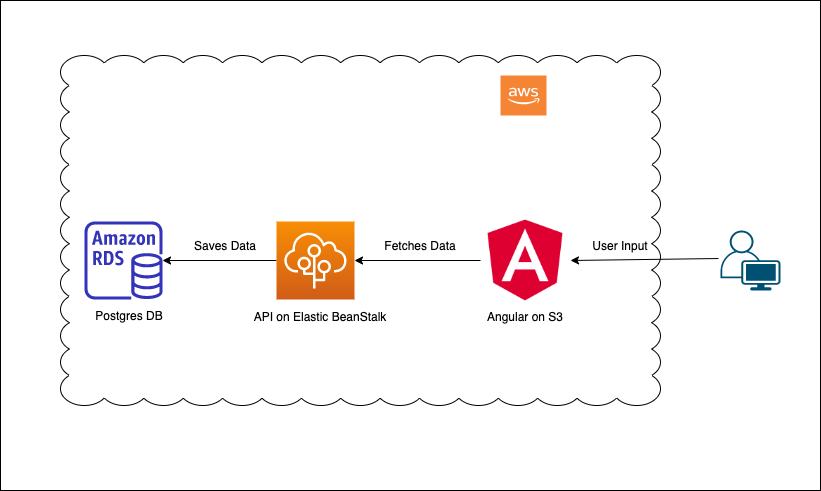 aws
Amazon
RDS
Saves Data
Fetches Data
User Input
Postgres DB
API on Elastic BeanStalk
Angular on S3
A